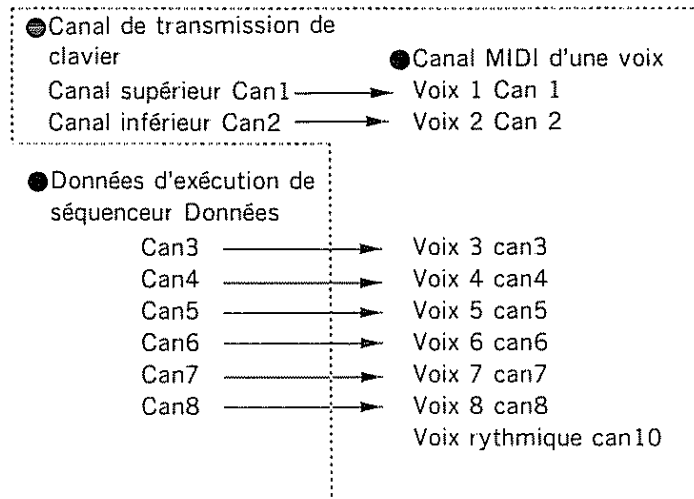 ●Canal de transmission de
clavier
●Canal MIDI d'une voix
Canal supérieur Can1 Voix 1 Can 1
Canal inférieur Can2 Voix 2 Can 2
●Données d'exécution de
séquenceur Données
Can3 Voix 3 can3
Can4 Voix 4 can4
Can5 Voix 5 can5
Can6 Voix 6 can6
Can7 Voix 7 can7
Can8 Voix 8 can8
Voix rythmique can10